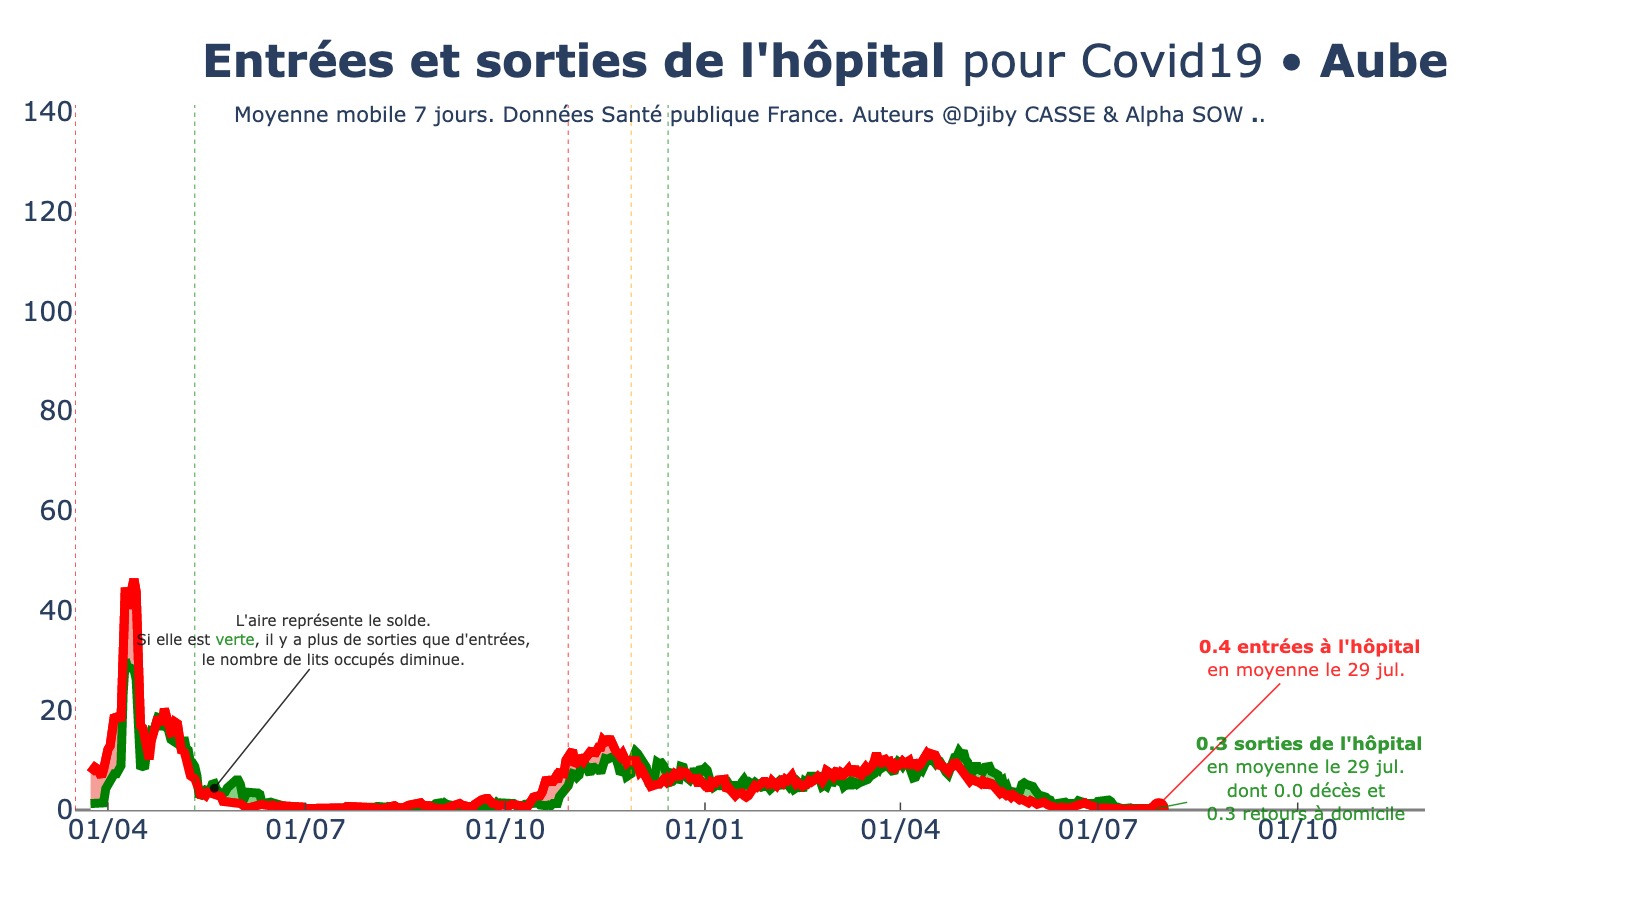 Entrées et sorties de l'hôpital pour Covid19 • Aube
Moyenne mobile 7 jours. Données Santé publique France. Auteurs @Djiby CASSE & Alpha SOW ..
140
120
100
80
60
40
20
0
L'aire représente le solde.
Si elle est verte, il y a plus de sorties que d'entrées,
le nombre de lits occupés diminue.
0.4 entrées à l'hôpital
en moyenne le 29 jul.
0.3 sorties de l'hôpital
en moyenne le 29 jul.
dont 0.0 décès et
0.3 retours à domicile
01/04 01/07 01/10 01/01 01/04 01/07 01/10